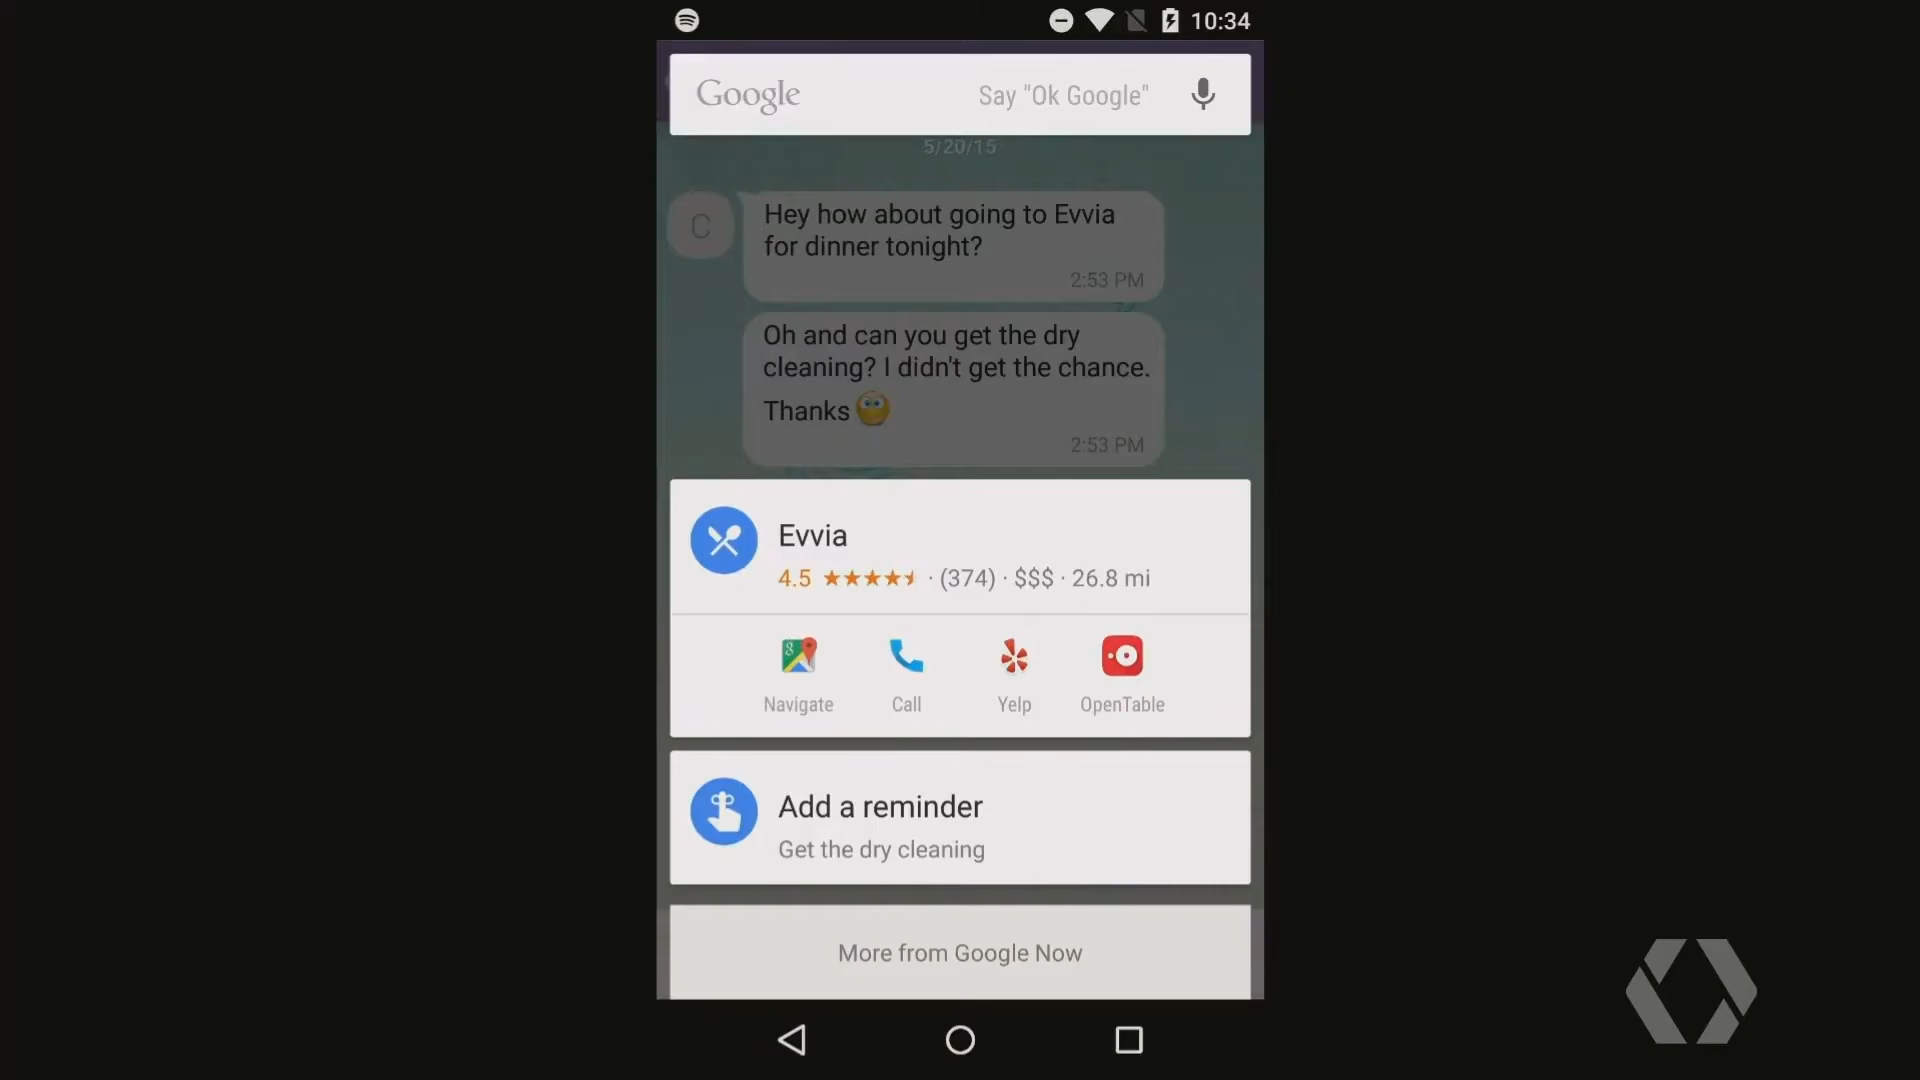 10:34
Google Say "Ok Google"
5/20/15
C
Hey how about going to Evvia
for dinner tonight?
2:53 PM
Oh and can you get the dry
cleaning? I didn't get the chance.
Thanks
2:53 PM
Evvia
4.5 ★★★★★ · (374) · $$$ · 26.8 mi
Navigate Call Yelp OpenTable
Add a reminder
Get the dry cleaning
More from Google Now